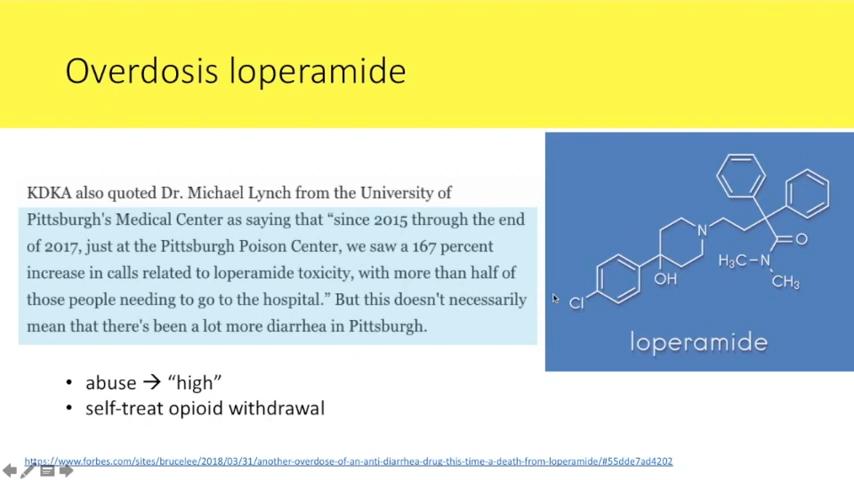 Overdosis loperamide
KDKA also quoted Dr. Michael Lynch from the University of
Pittsburgh's Medical Center as saying that “since 2015 through the end
of 2017, just at the Pittsburgh Poison Center, we saw a 167 percent
increase in calls related to loperamide toxicity, with more than half of
those people needing to go to the hospital.” But this doesn't necessarily
mean that there's been a lot more diarrhea in Pittsburgh.
N
O
H₃C–N
OH
CH₃
Cl
loperamide
• abuse → “high”
• self-treat opioid withdrawal
https://www.forbes.com/sites/brucelee/2018/03/31/another-overdose-of-an-anti-diarrhea-drug-this-time-a-death-from-loperamide/#55dde7ad4202